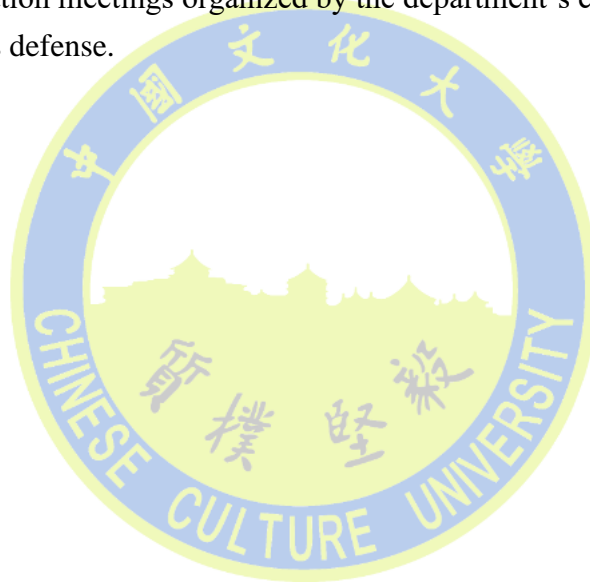 tion meetings organized by the department's
defense.
中國文化大學
質樸堅毅
CHINESE CULTURE UNIVERSITY